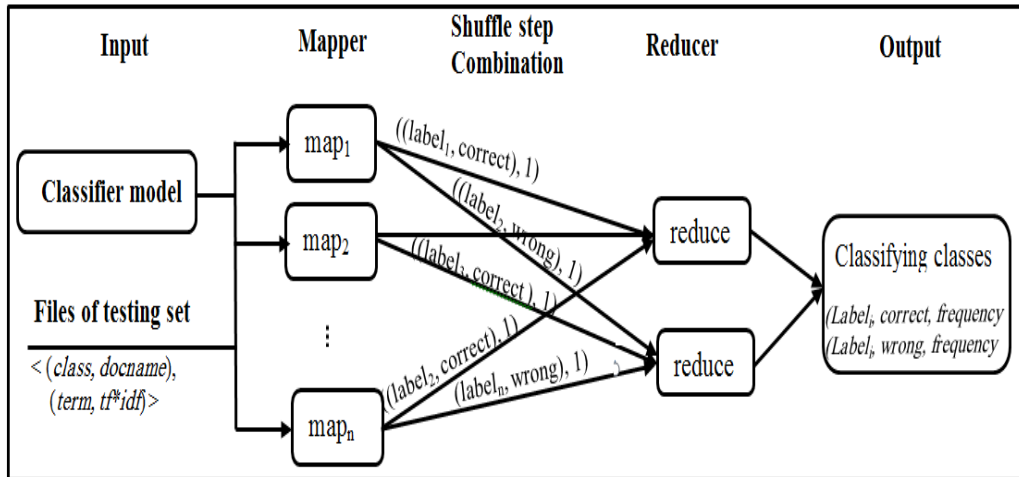 Input
Mapper
Shuffle step
Combination
Reducer
Output
Classifier model
Files of testing set
<(class, docname),
(term, tf*idf)>
map₁
map₂
⋮
mapₙ
((label₁, correct), 1)
((label₂, wrong), 1)
((label₃, correct), 1)
((label₂, correct), 1)
(labelₙ, wrong), 1)
reduce
reduce
Classifying classes
(Labelᵢ, correct, frequency
(Labelᵢ, wrong, frequency